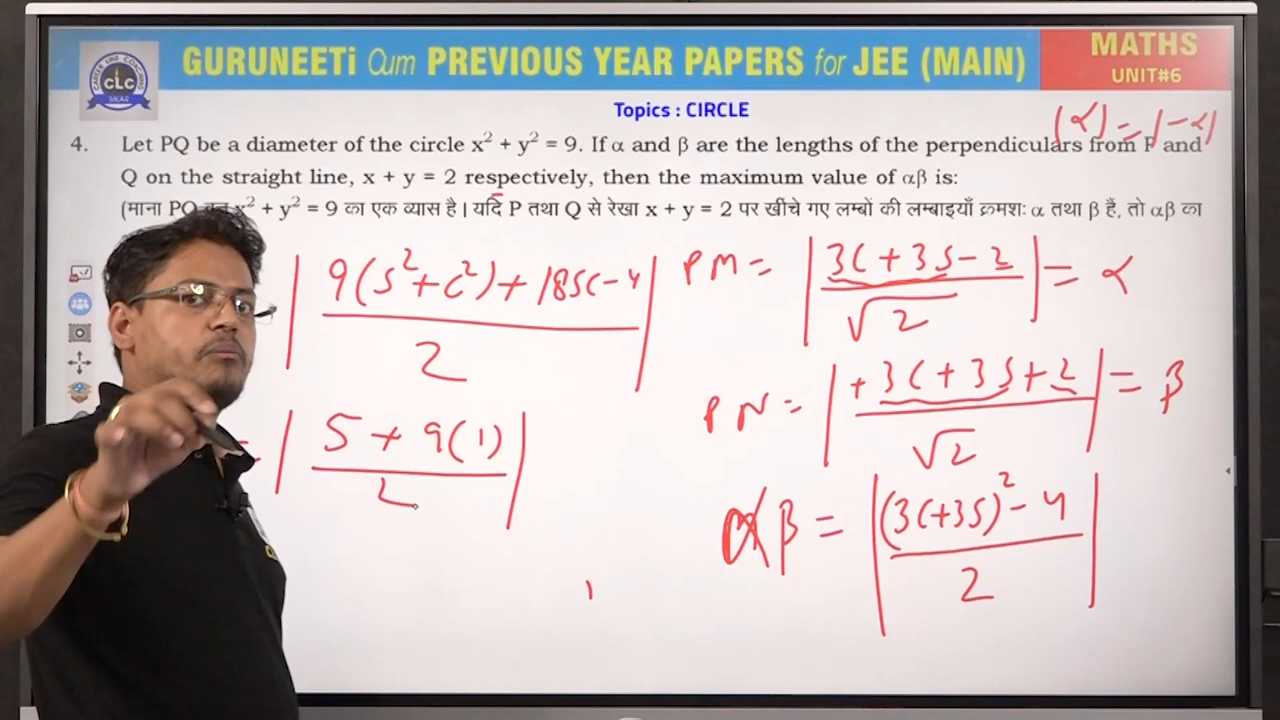 CLC
SIKAR
GURUNEETi Cum PREVIOUS YEAR PAPERS for JEE (MAIN)
MATHS
UNIT#6
Topics : CIRCLE
|α| = |-α|
4. Let PQ be a diameter of the circle x² + y² = 9. If α and β are the lengths of the perpendiculars from P and
Q on the straight line, x + y = 2 respectively, then the maximum value of αβ is:
(माना PQ x² + y² = 9 का एक व्यास है। यदि P तथा Q से रेखा x + y = 2 पर खींचे गए लम्बों की लम्बाइयाँ क्रमशः α तथा β हैं, तो αβ का
| 9(s²+c²) + 18sc - 4 / 2 |
PM = | 3c + 3s - 2 / √2 | = α
PN = | + 3c + 3s + 2 / √2 | = β
= | 5 + 9(1) / 2 |
αβ = | (3c+3s)² - 4 / 2 |